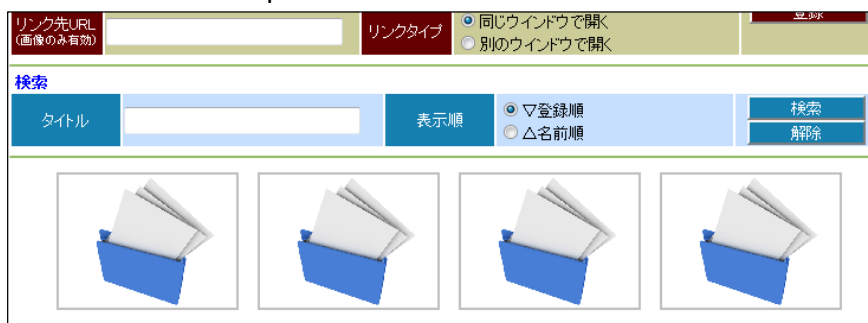 リンク先URL
(画像のみ有効)
リンクタイプ
同じウインドウで開く
別のウインドウで開く
登録
検索
タイトル
表示順
▽登録順
△名前順
検索
解除